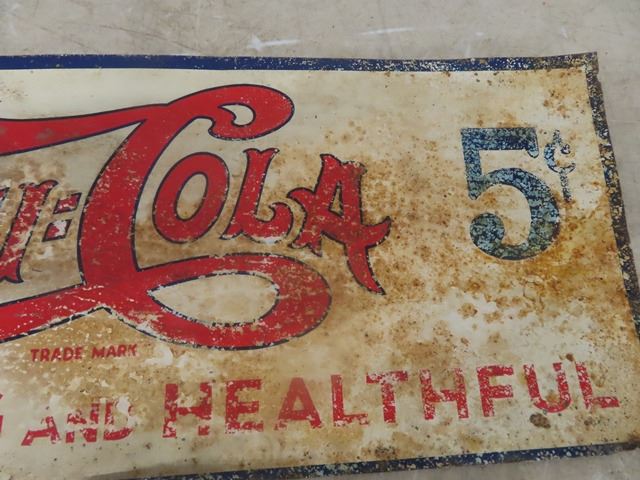 Cola 5¢
TRADE MARK
AND HEALTHFUL